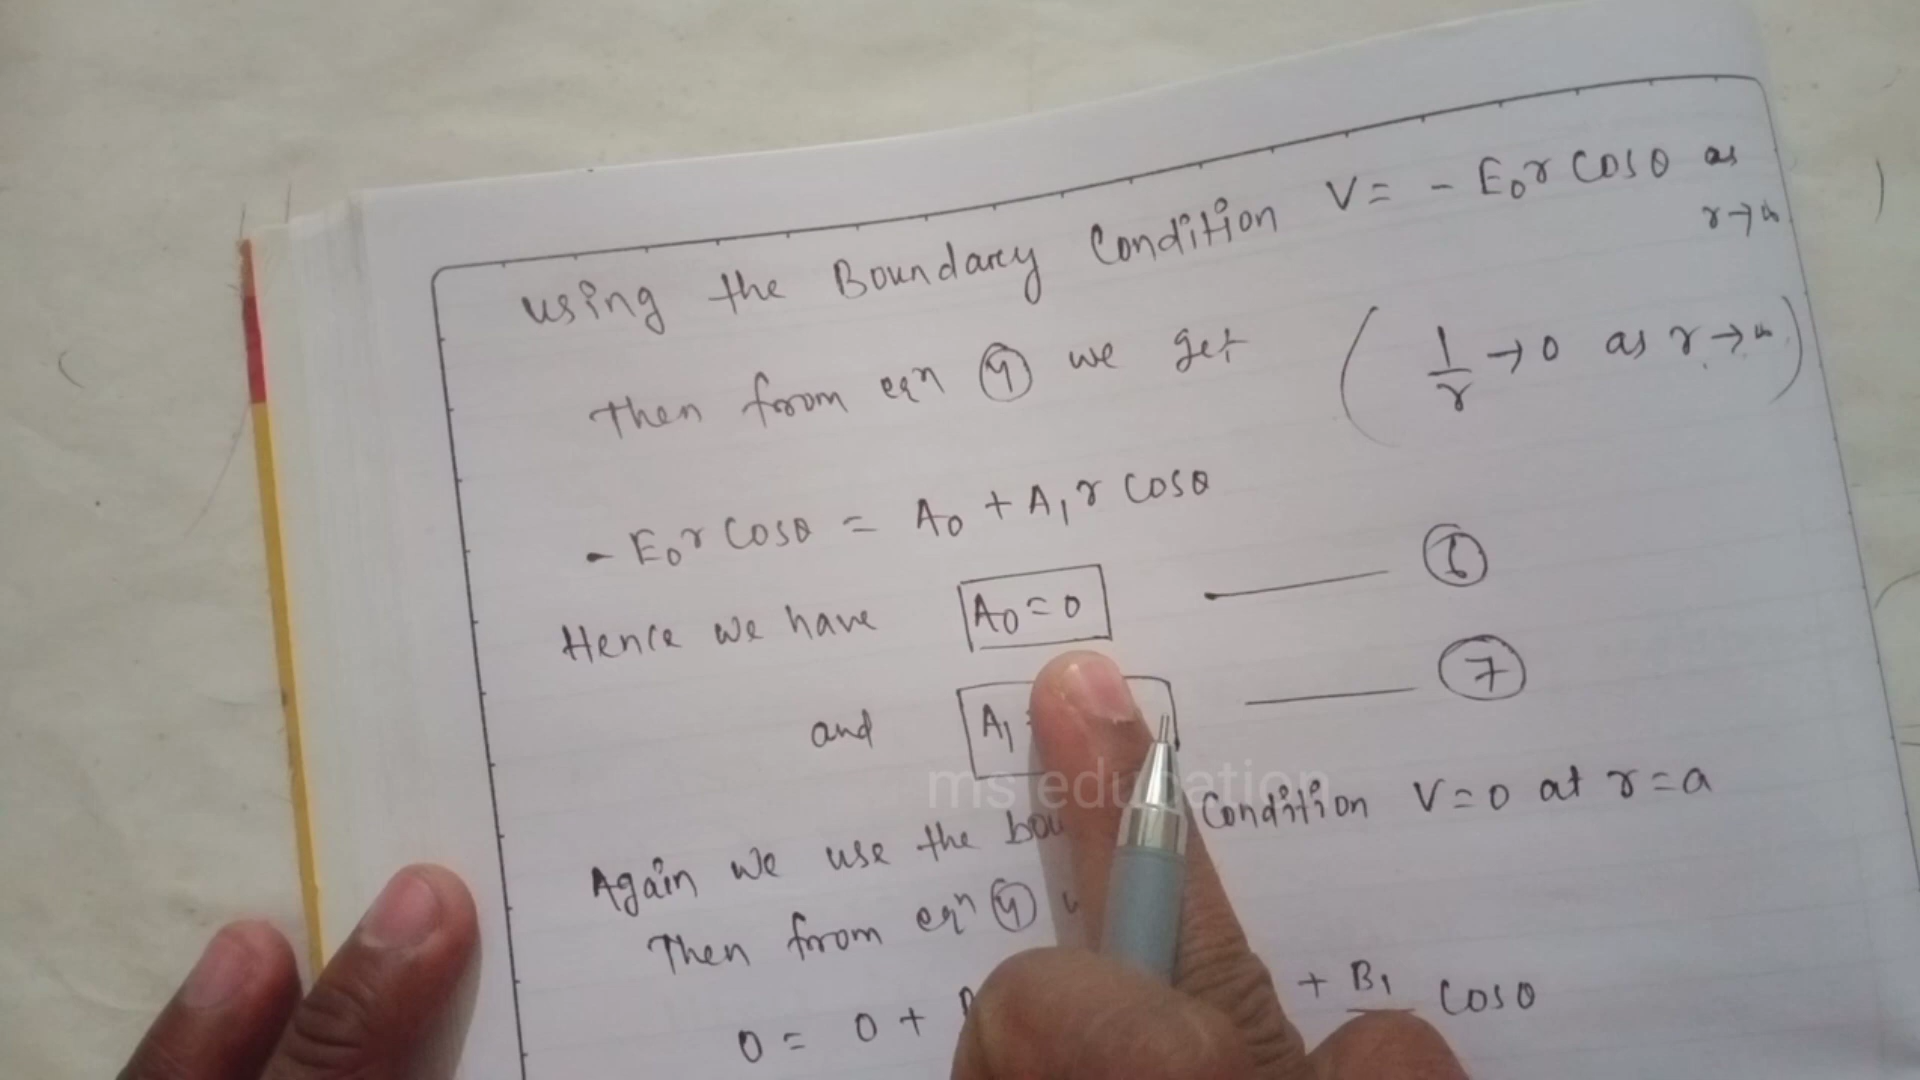 using the Boundary Condition V = - E₀r Cosθ as
r→∞
Then from eqn ④ we get ( 1/r → 0 as r→∞ )
- E₀r Cosθ = A₀ + A₁r Cosθ
Hence we have A₀ = 0 ⑥
and A₁ = ⑦
ms education
Again we use the Condition V = 0 at r = a
Then from eqn ④
0 = 0 + + B₁ Cosθ